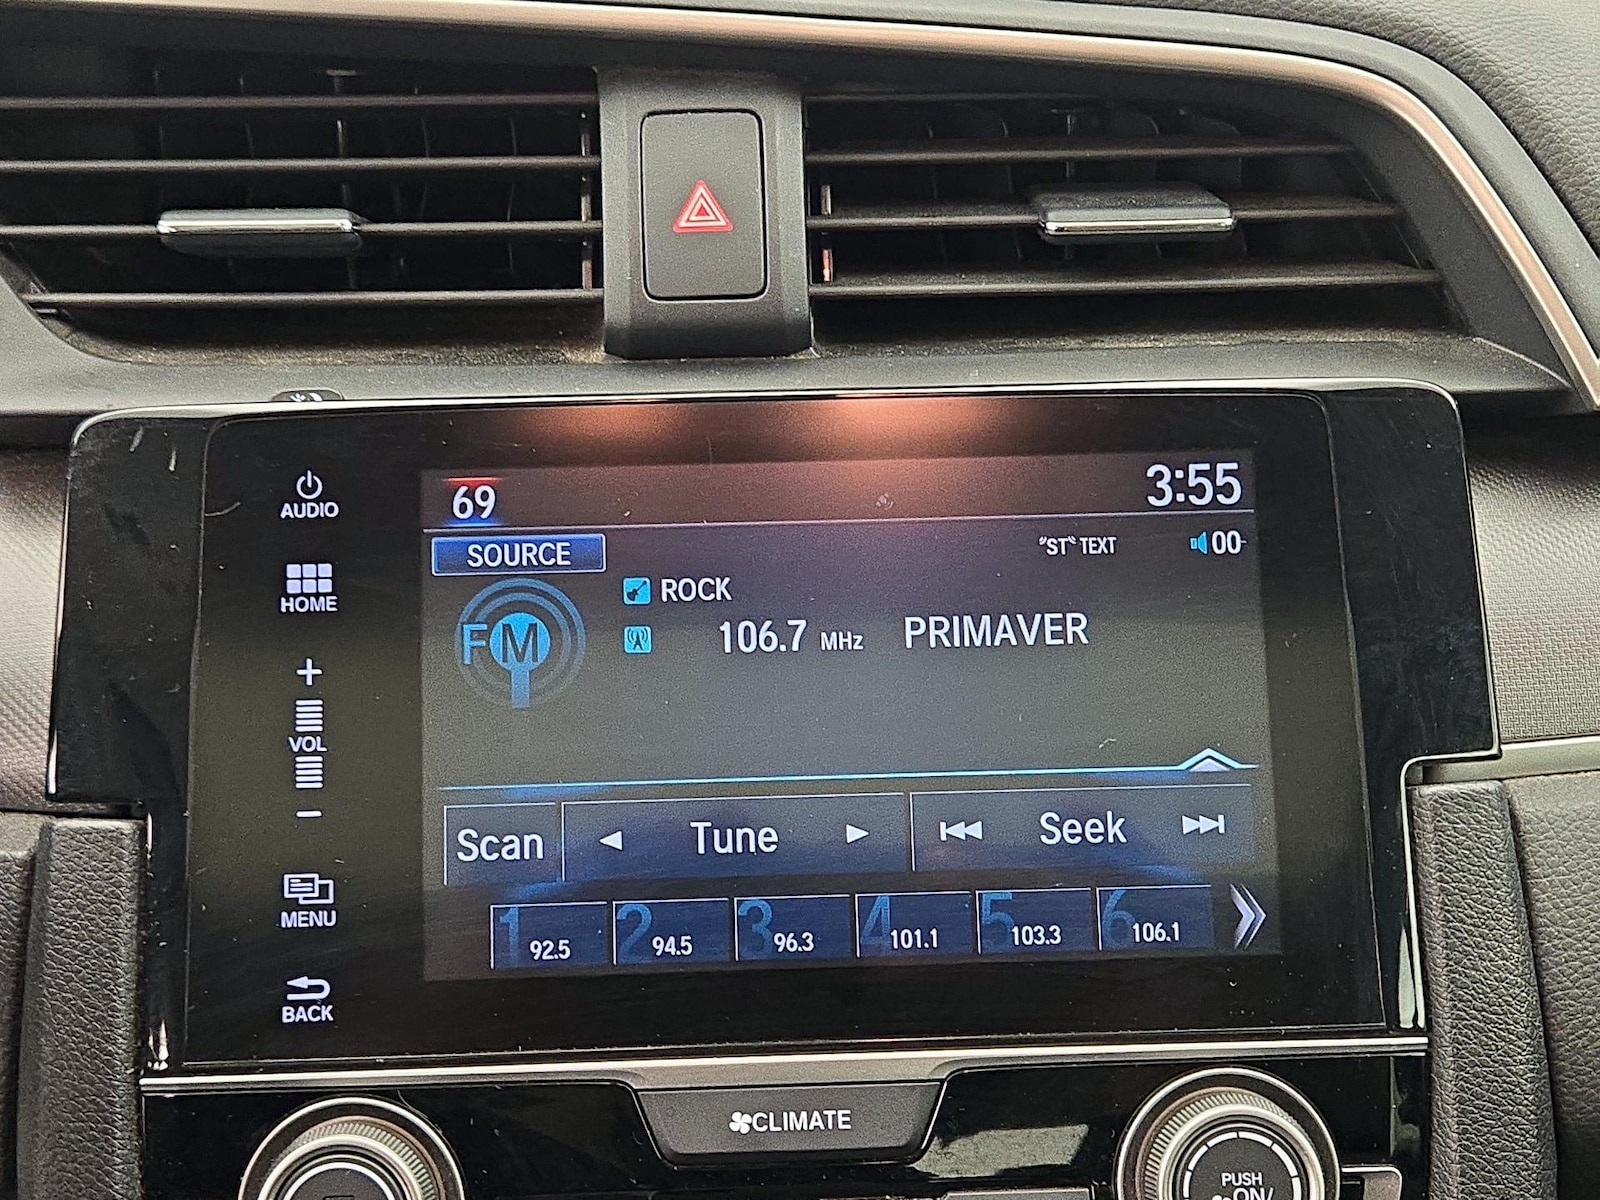 AUDIO
HOME
+
VOL
−
MENU
BACK
69
3:55
SOURCE
"ST" TEXT
00
FM
ROCK
106.7 MHz PRIMAVER
Scan
Tune
Seek
1 92.5
2 94.5
3 96.3
4 101.1
5 103.3
6 106.1
CLIMATE
PUSH
ON/